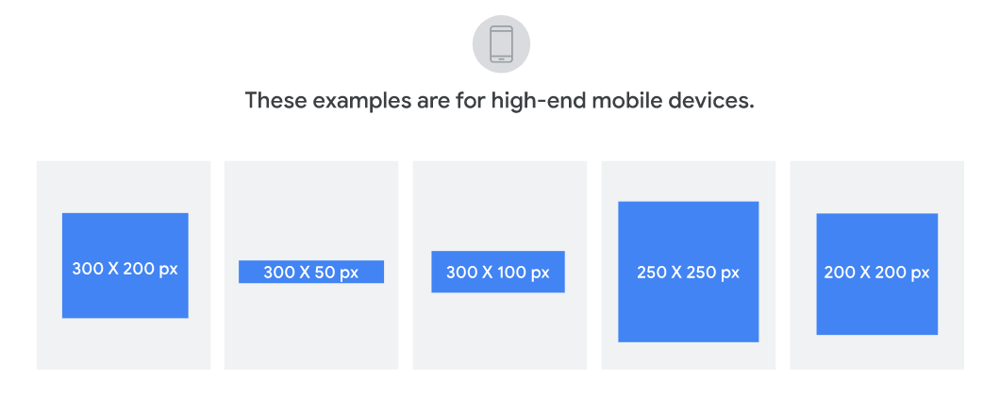 These examples are for high-end mobile devices.
300 X 200 px
300 X 50 px
300 X 100 px
250 X 250 px
200 X 200 px